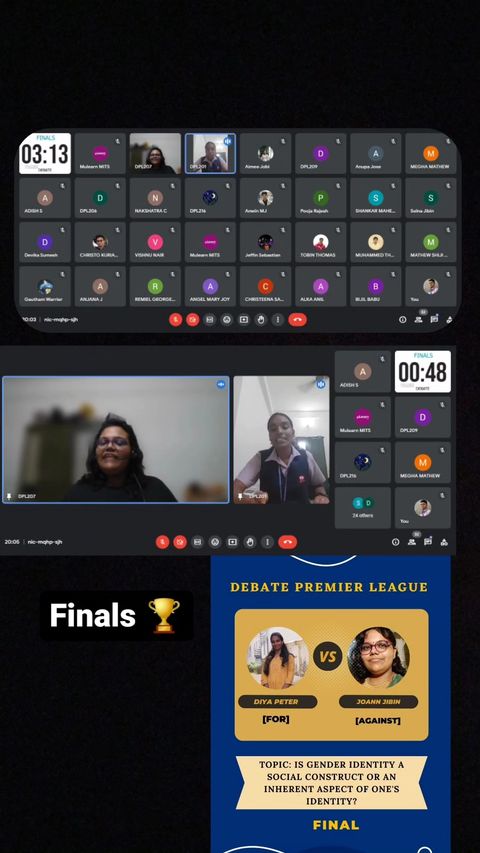 FINALS
03:13
DEBATE
Mulearn MITS
DPL207
DPL201
Aimee Jobi
D
DPL209
A
Anupa Jose
M
MEGHA MATHEW
A
ADISH S
D
DPL206
N
NAKSHATRA C
DPL216
Anwin MJ
P
Pooja Rajesh
S
SHANKAR MAHE...
S
Selna Jibin
D
Devika Sumesh
CHRISTO KURIA...
V
VISHNU NAIR
Mulearn MITS
Jeffin Sebastian
TOBIN THOMAS
MUHAMMED TH...
M
MATHEW SHIJI...
Gautham Warrier
A
ANJANA J
R
REMIEL GEORGE...
A
ANGEL MARY JOY
C
CHRISTEENA SA...
A
ALKA ANIL
B
BIJIL BABU
You
20:03 | nic-mqhp-sjh
A
ADISH S
FINALS
00:48
DEBATE
Mulearn MITS
D
DPL209
DPL216
M
MEGHA MATHEW
S D
24 others
You
DPL207
DPL201
20:05 | nic-mqhp-sjh
Finals 🏆
DEBATE PREMIER LEAGUE
VS
DIYA PETER
JOANN JIBIN
[FOR]
[AGAINST]
TOPIC: IS GENDER IDENTITY A
SOCIAL CONSTRUCT OR AN
INHERENT ASPECT OF ONE'S
IDENTITY?
FINAL